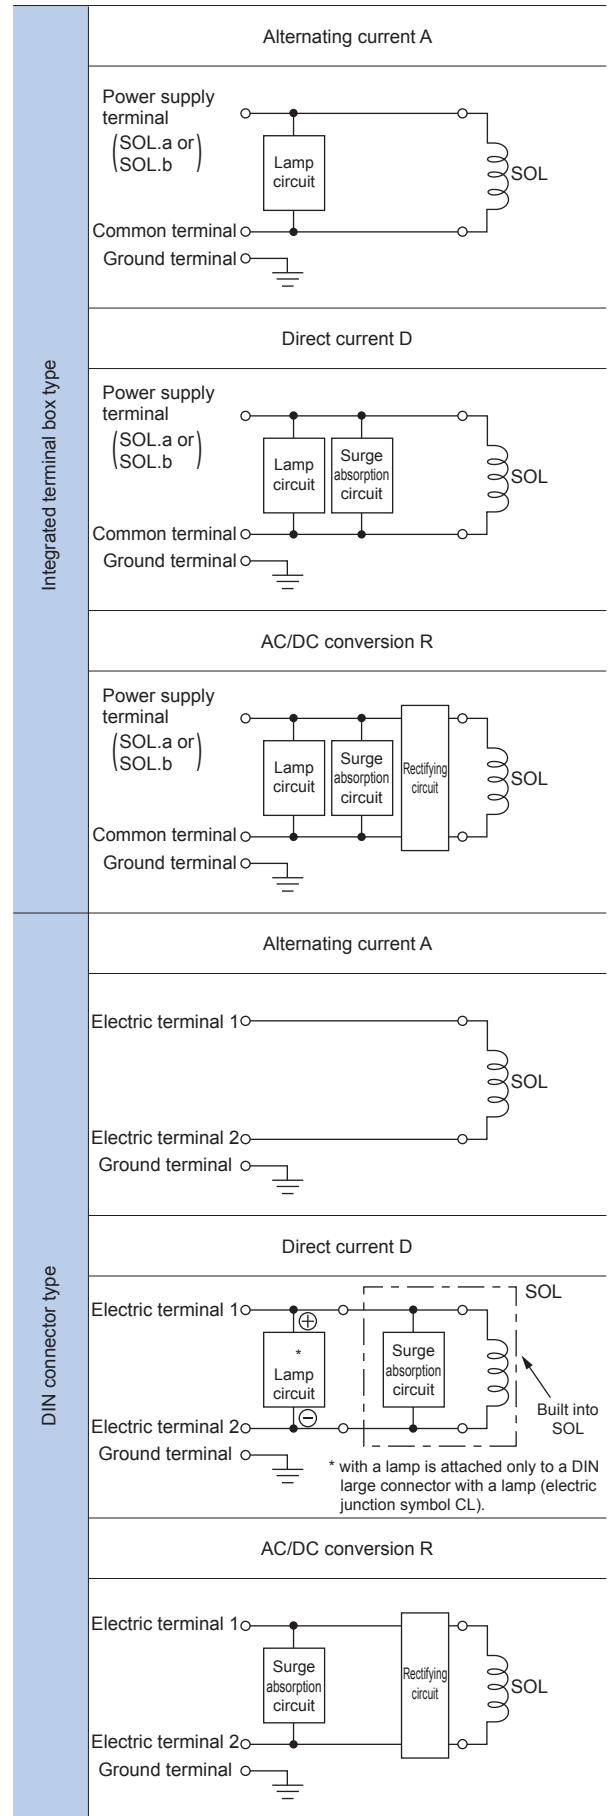 Integrated terminal box type
Alternating current A
Power supply
terminal
(SOL.a or
SOL.b)
Lamp
circuit
SOL
Common terminal
Ground terminal
Direct current D
Power supply
terminal
(SOL.a or
SOL.b)
Lamp
circuit
Surge
absorption
circuit
SOL
Common terminal
Ground terminal
AC/DC conversion R
Power supply
terminal
(SOL.a or
SOL.b)
Lamp
circuit
Surge
absorption
circuit
Rectifying
circuit
SOL
Common terminal
Ground terminal
DIN connector type
Alternating current A
Electric terminal 1
SOL
Electric terminal 2
Ground terminal
Direct current D
SOL
Electric terminal 1
+
*
Lamp
circuit
−
Surge
absorption
circuit
Built into
SOL
Electric terminal 2
Ground terminal
* with a lamp is attached only to a DIN
large connector with a lamp (electric
junction symbol CL).
AC/DC conversion R
Electric terminal 1
Surge
absorption
circuit
Rectifying
circuit
SOL
Electric terminal 2
Ground terminal